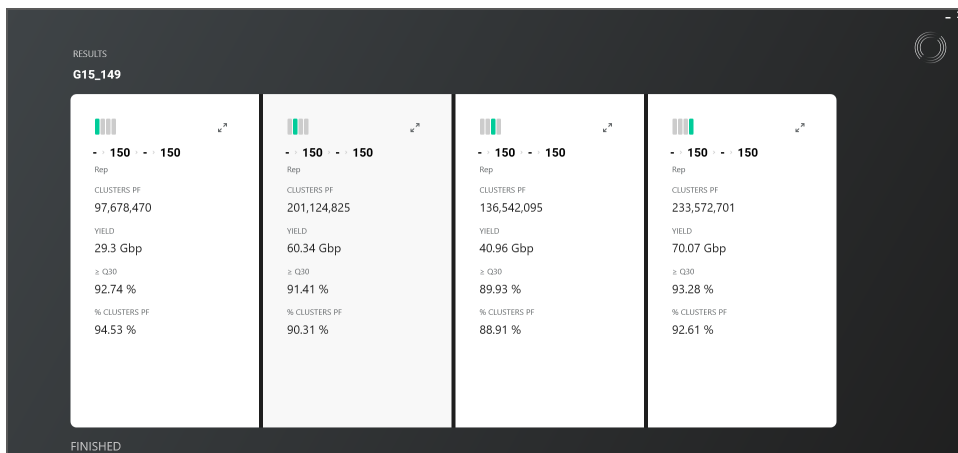 RESULTS
G15_149
- · 150 · - · 150
Rep
CLUSTERS PF
97,678,470
YIELD
29.3 Gbp
≥ Q30
92.74 %
% CLUSTERS PF
94.53 %
- · 150 · - · 150
Rep
CLUSTERS PF
201,124,825
YIELD
60.34 Gbp
≥ Q30
91.41 %
% CLUSTERS PF
90.31 %
- · 150 · - · 150
Rep
CLUSTERS PF
136,542,095
YIELD
40.96 Gbp
≥ Q30
89.93 %
% CLUSTERS PF
88.91 %
- · 150 · - · 150
Rep
CLUSTERS PF
233,572,701
YIELD
70.07 Gbp
≥ Q30
93.28 %
% CLUSTERS PF
92.61 %
FINISHED